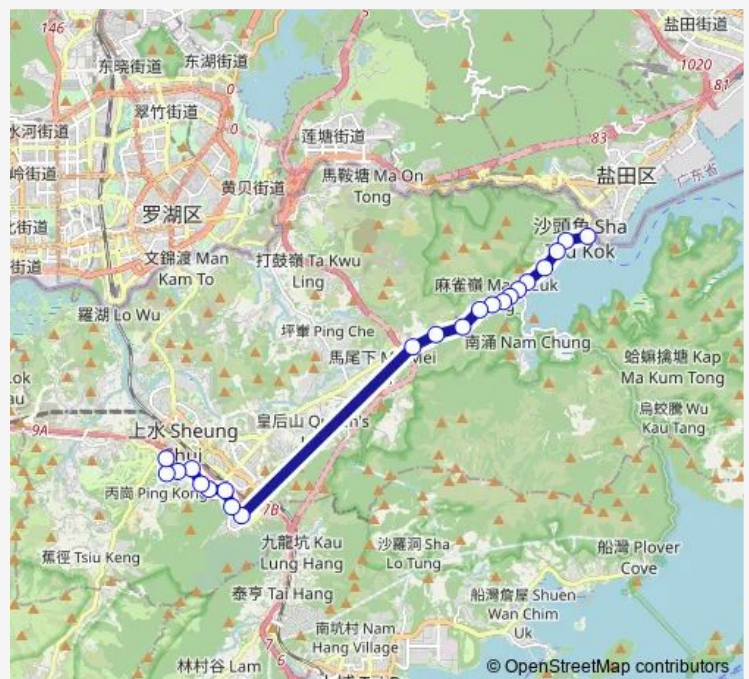 盐田街道
146
东晓街道
东湖街道
1020
81
翠竹街道
0
水河街道
0
莲塘街道
83
岭街道
黄贝街道
馬鞍塘 Ma On
Tong
盐田区
广东省
罗湖区
沙頭角 Sha
Kok
北街道
文錦渡 Man
Kam To
打鼓嶺 Ta Kwu
Ling
街道
麻雀嶺 Ma
羅湖 Lo Wu
坪輋 Ping Che
南涌 Nam Chung
馬尾下 M
Mei
蛤蟆擒塘 Kap
Ma Kum Tong
烏蛟騰 Wu
Kau Tang
皇后山
9A
上水 Sheung
丙崗 Ping Kong
7B
九龍坑 Kau
Lung Hang
沙羅洞 Sha
Lo Tung
船灣 Plover
Cove
蕉徑 Tsiu Keng
泰亨 Tai Hang
船灣詹屋 Shuen
Wan Chim
Uk
南坑村 Nam
Hang Village
林村谷 Lam
© OpenStreetMap contributors